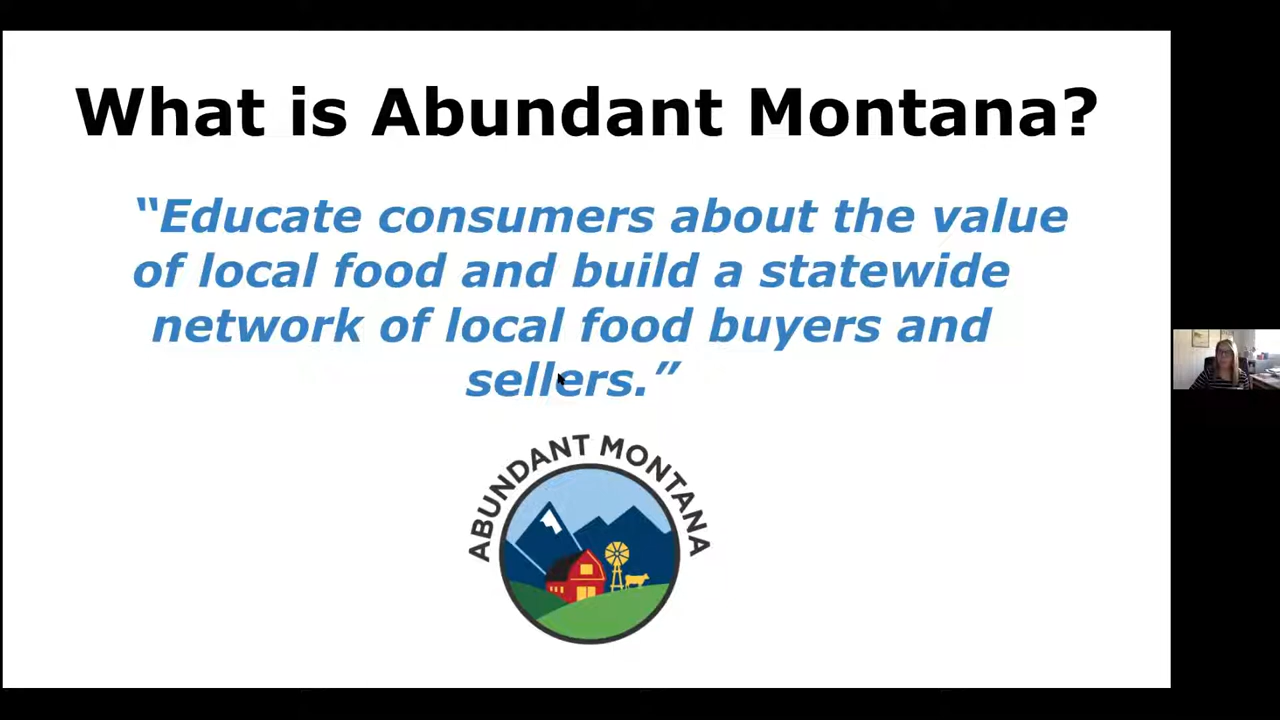 What is Abundant Montana?
“Educate consumers about the value
of local food and build a statewide
network of local food buyers and
sellers.”
ABUNDANT MONTANA